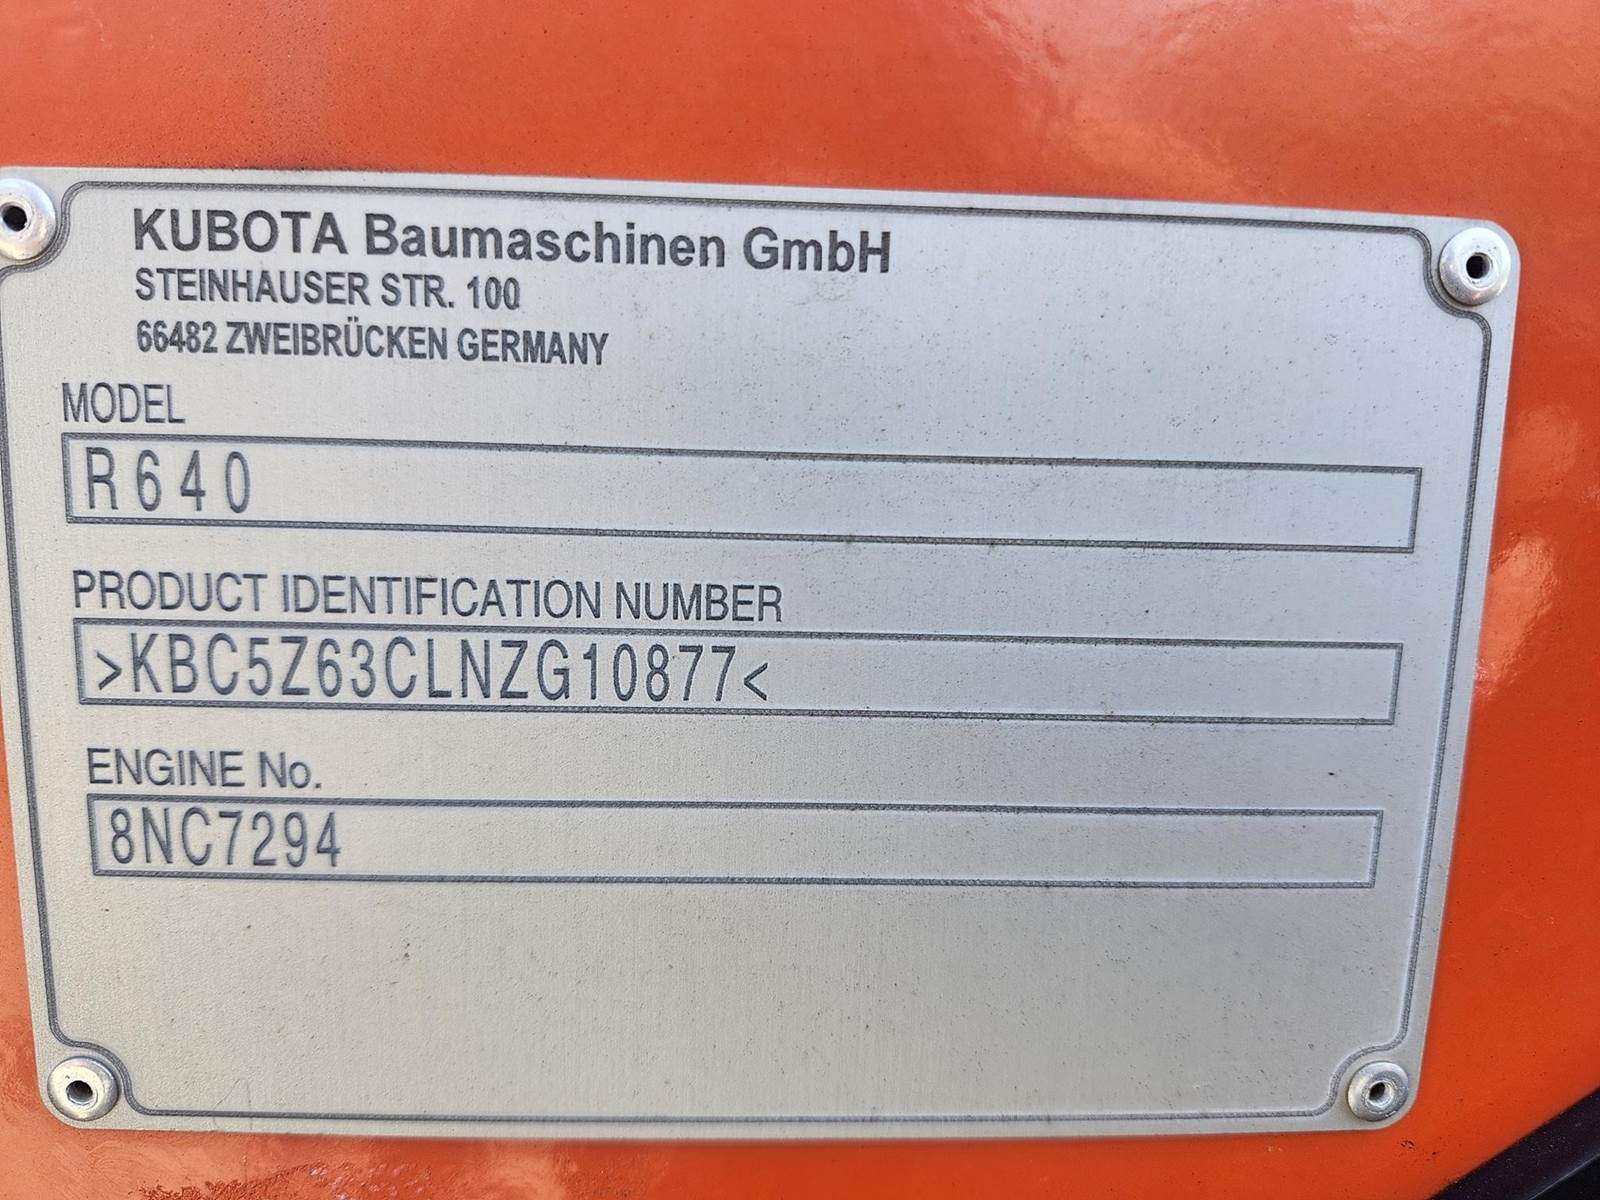 KUBOTA Baumaschinen GmbH
STEINHAUSER STR. 100
66482 ZWEIBRÜCKEN GERMANY
MODEL
R640
PRODUCT IDENTIFICATION NUMBER
>KBC5Z63CLNZG10877<
ENGINE No.
8NC7294